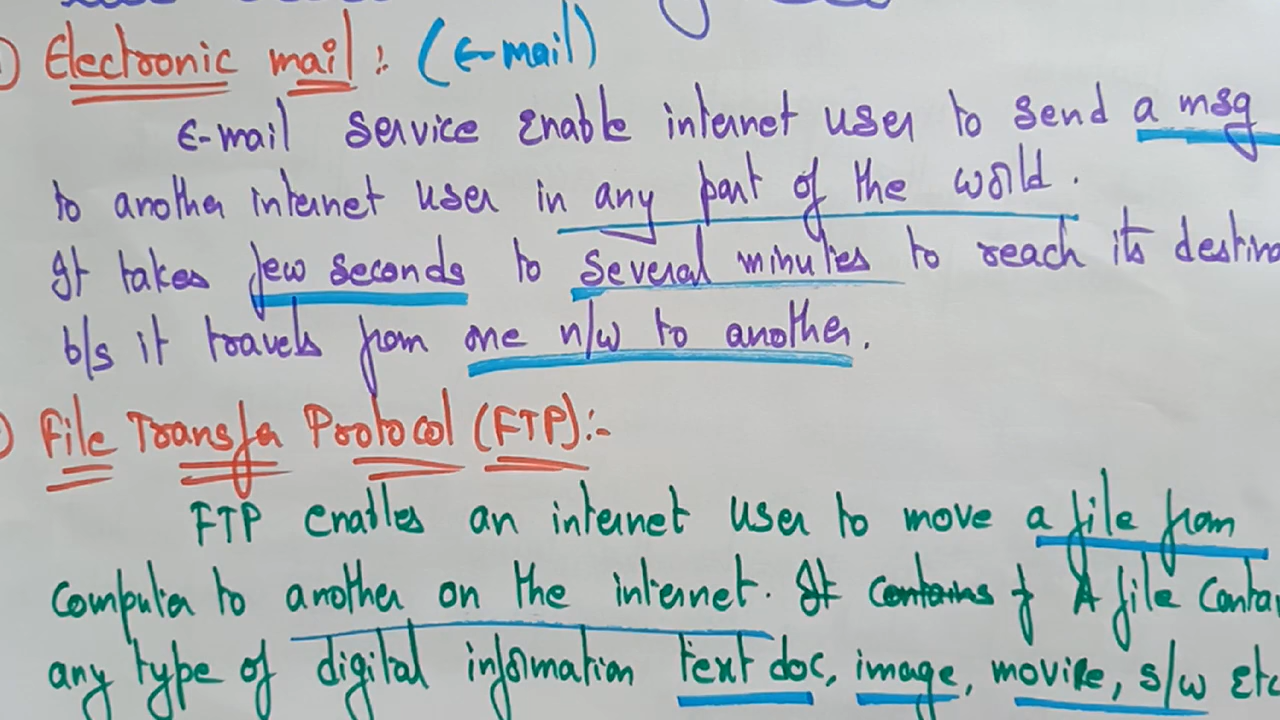 ) Electronic mail : (E-mail)
E-mail service enable internet user to send a msg
to another internet user in any part of the world.
It takes few seconds to several minutes to reach its destina
b/s it travels from one n/w to another.
) File Transfer Protocol (FTP):-
FTP enables an internet user to move a file from
computer to another on the internet. It contains f A file Contai
any type of digital information text doc, image, movire, s/w etc